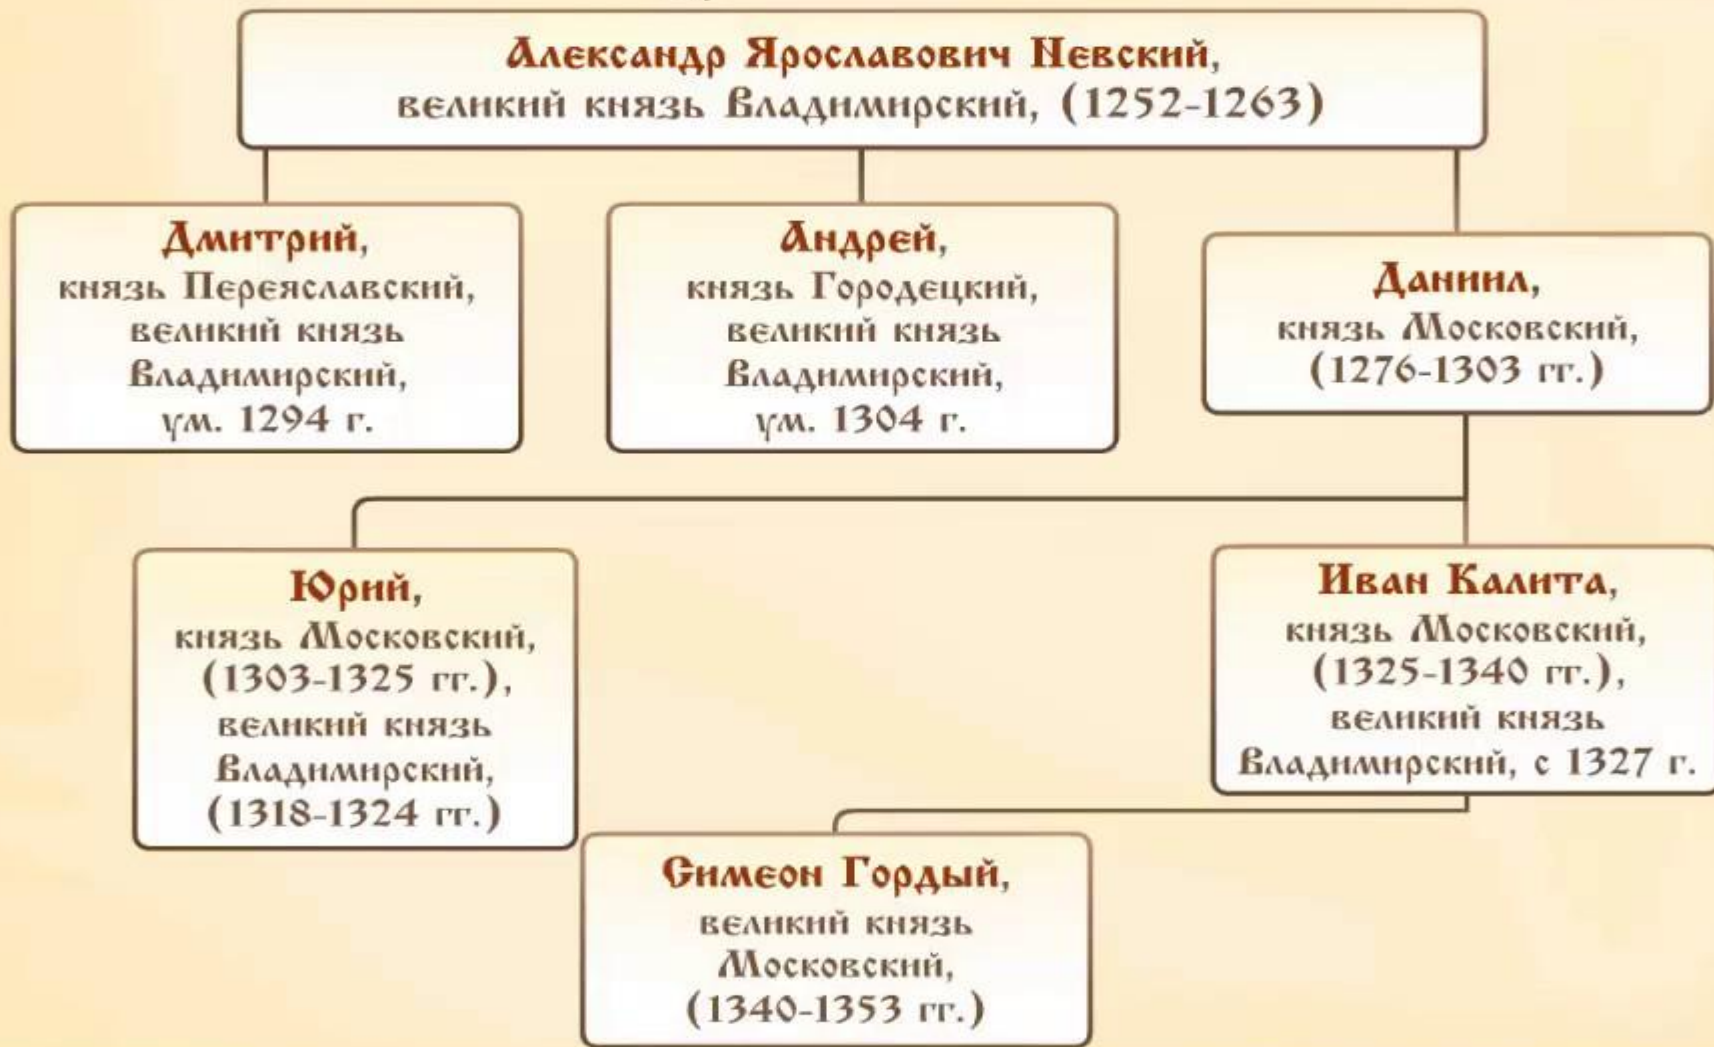 Александр Ярославович Невский,
великий князь Владимирский, (1252-1263)
Дмитрий,
князь Переяславский,
великий князь
Владимирский,
ум. 1294 г.
Андрей,
князь Городецкий,
великий князь
Владимирский,
ум. 1304 г.
Даниил,
князь Московский,
(1276-1303 гг.)
Юрий,
князь Московский,
(1303-1325 гг.),
великий князь
Владимирский,
(1318-1324 гг.)
Иван Калита,
князь Московский,
(1325-1340 гг.),
великий князь
Владимирский, с 1327 г.
Симеон Гордый,
великий князь
Московский,
(1340-1353 гг.)